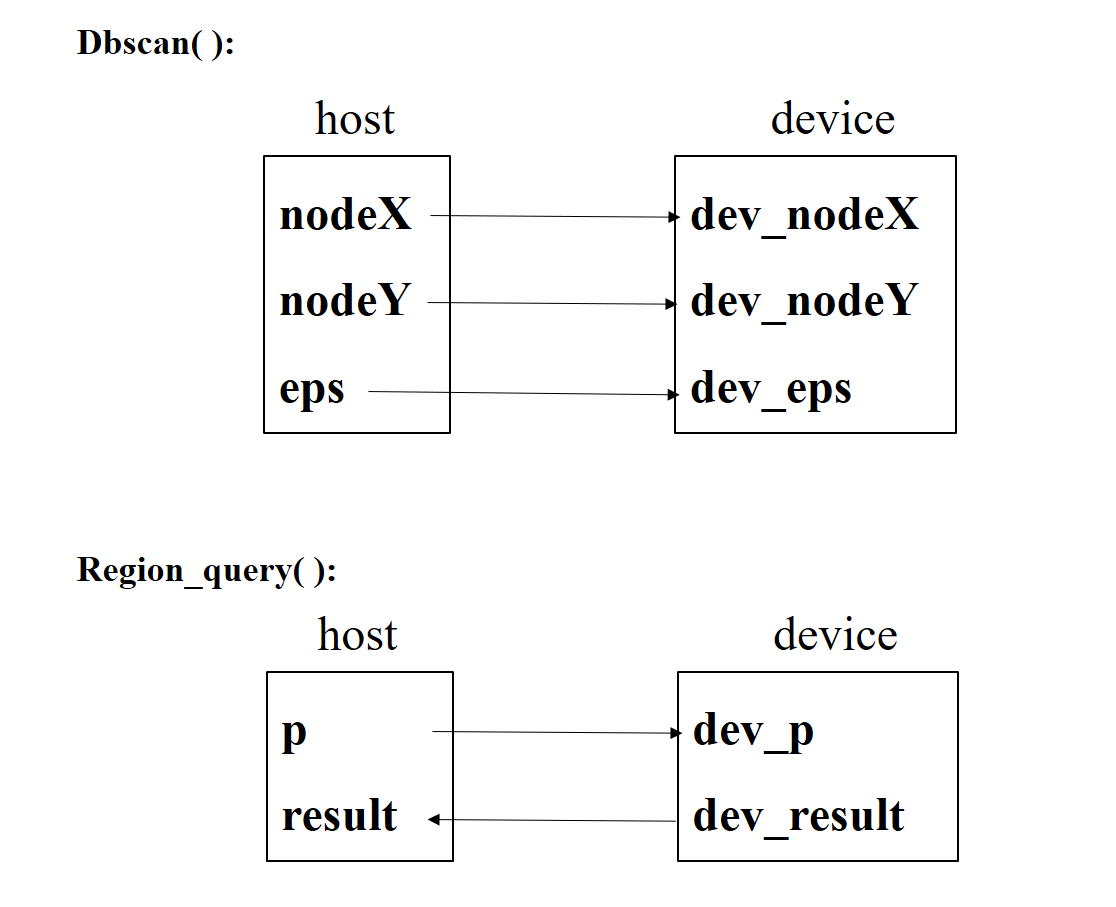 Dbscan( ):
host device
nodeX dev_nodeX
nodeY dev_nodeY
eps dev_eps
Region_query( ):
host device
p dev_p
result dev_result